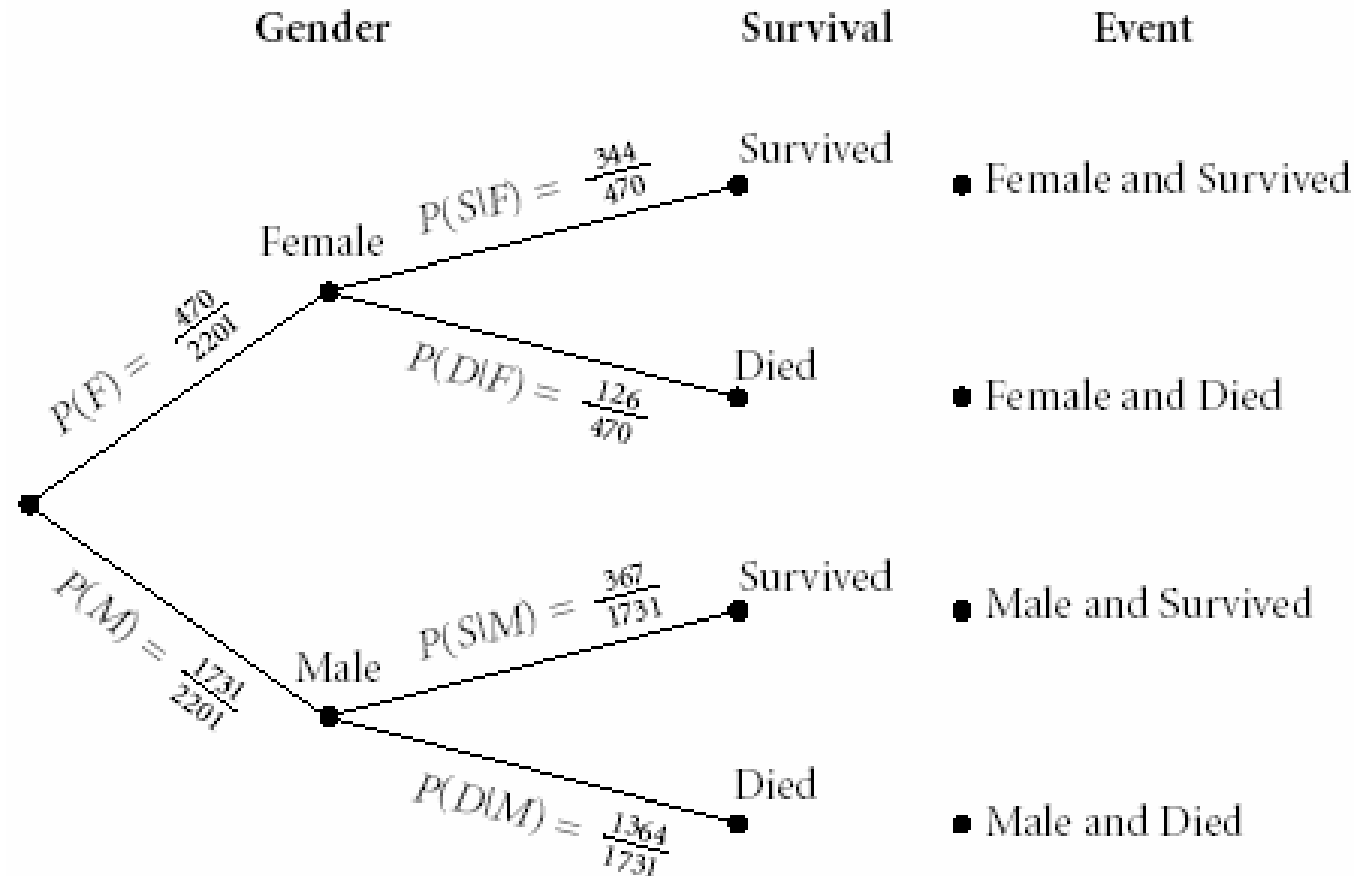 Gender Survival Event
Survived
P(S|F) = 344/470
Female and Survived
Female
P(F) = 470/2201
P(D|F) = 126/470
Died
Female and Died
P(M) = 1731/2201
Survived
P(S|M) = 367/1731
Male and Survived
Male
P(D|M) = 1364/1731
Died
Male and Died